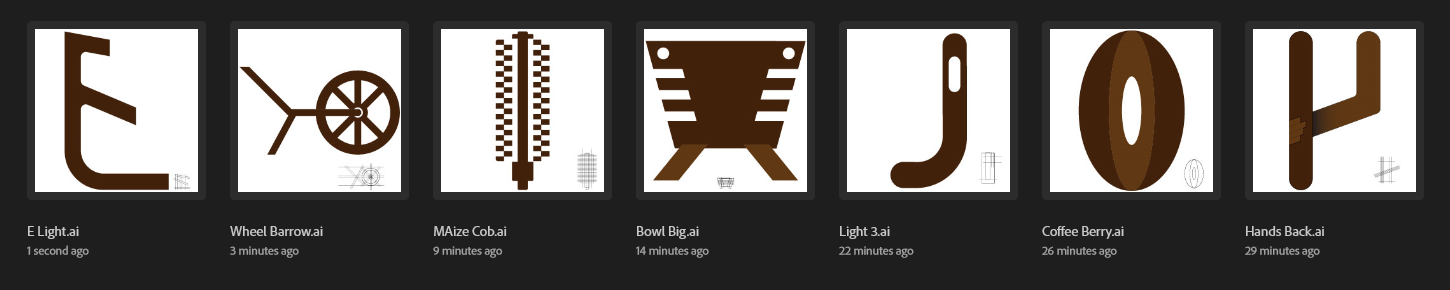 E Light.ai
1 second ago
Wheel Barrow.ai
3 minutes ago
MAize Cob.ai
9 minutes ago
Bowl Big.ai
14 minutes ago
Light 3.ai
22 minutes ago
Coffee Berry.ai
26 minutes ago
Hands Back.ai
29 minutes ago